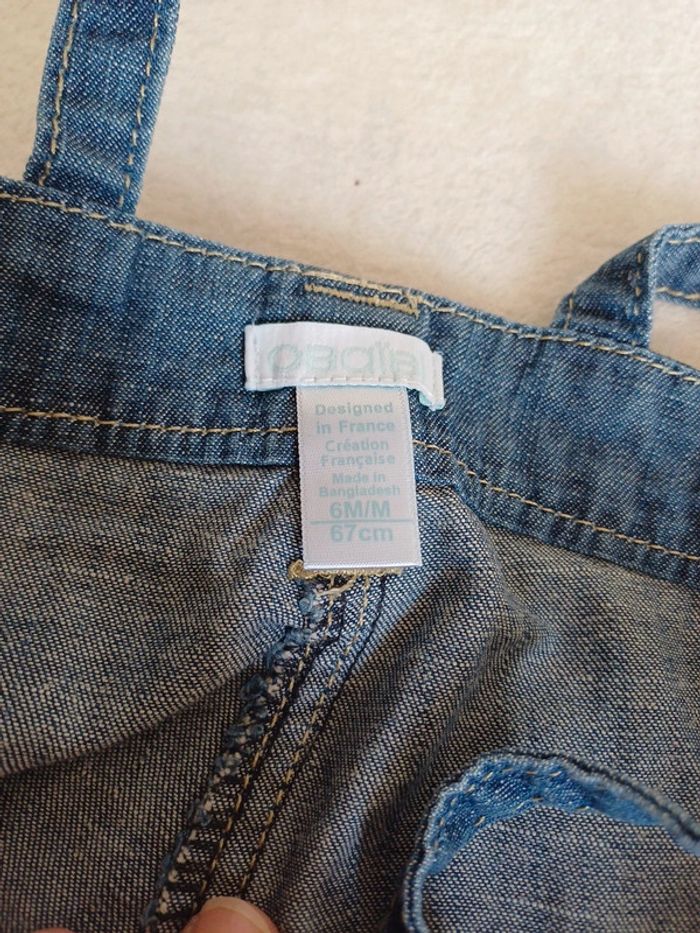 obaïbi
Designed
in France
Création
Française
Made in
Bangladesh
6M/M
67cm